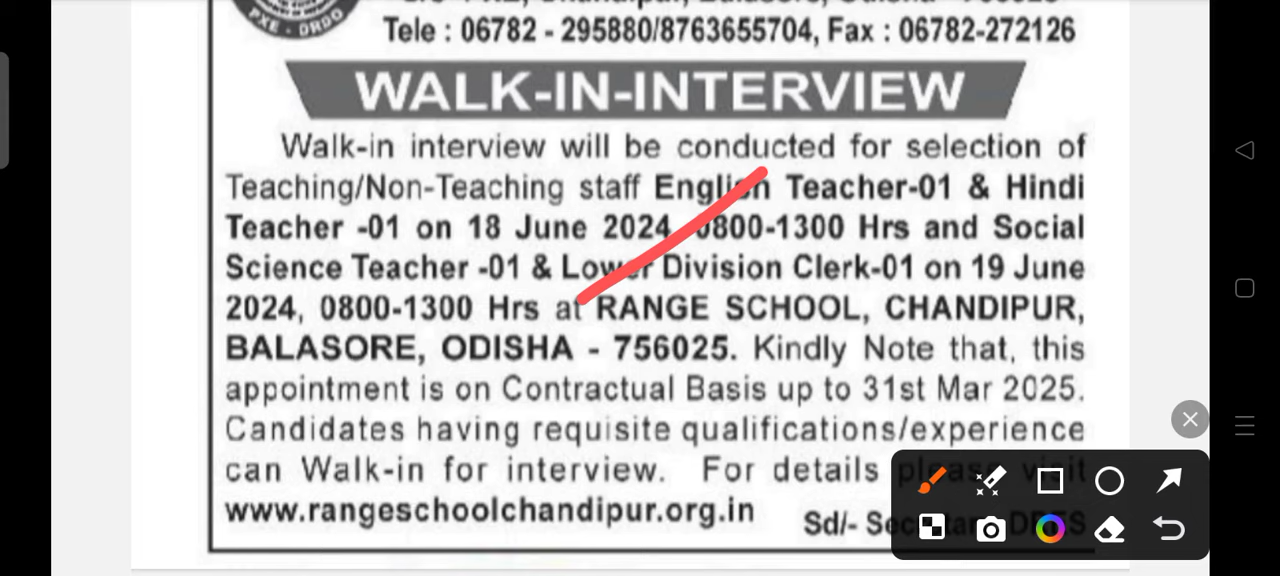 PXE - DRDO
Tele : 06782 - 295880/8763655704, Fax : 06782-272126
WALK-IN-INTERVIEW
Walk-in interview will be conducted for selection of
Teaching/Non-Teaching staff English Teacher-01 & Hindi
Teacher -01 on 18 June 2024, 0800-1300 Hrs and Social
Science Teacher -01 & Lower Division Clerk-01 on 19 June
2024, 0800-1300 Hrs at RANGE SCHOOL, CHANDIPUR,
BALASORE, ODISHA - 756025. Kindly Note that, this
appointment is on Contractual Basis up to 31st Mar 2025.
Candidates having requisite qualifications/experience
can Walk-in for interview. For details please visit
www.rangeschoolchandipur.org.in
Sd/-